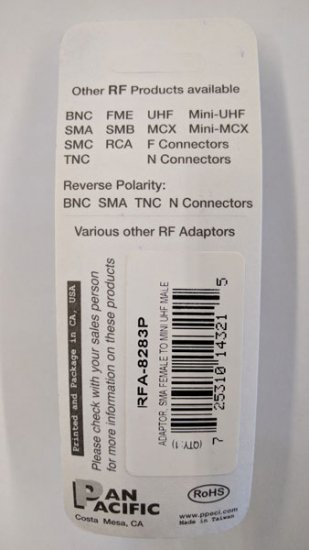 Other RF Products available
BNC FME UHF Mini-UHF
SMA SMB MCX Mini-MCX
SMC RCA F Connectors
TNC N Connectors
Reverse Polarity:
BNC SMA TNC N Connectors
Various other RF Adaptors
Printed and Package in CA, USA
Please check with your sales person
for more information on these products
RFA-8283P
ADAPTOR, SMA FEMALE TO MINI UHF MALE
(QTY: 1)
7 25310 14321 5
PAN
PACIFIC
Costa Mesa, CA
RoHS
www.ppeci.com
Made in Taiwan